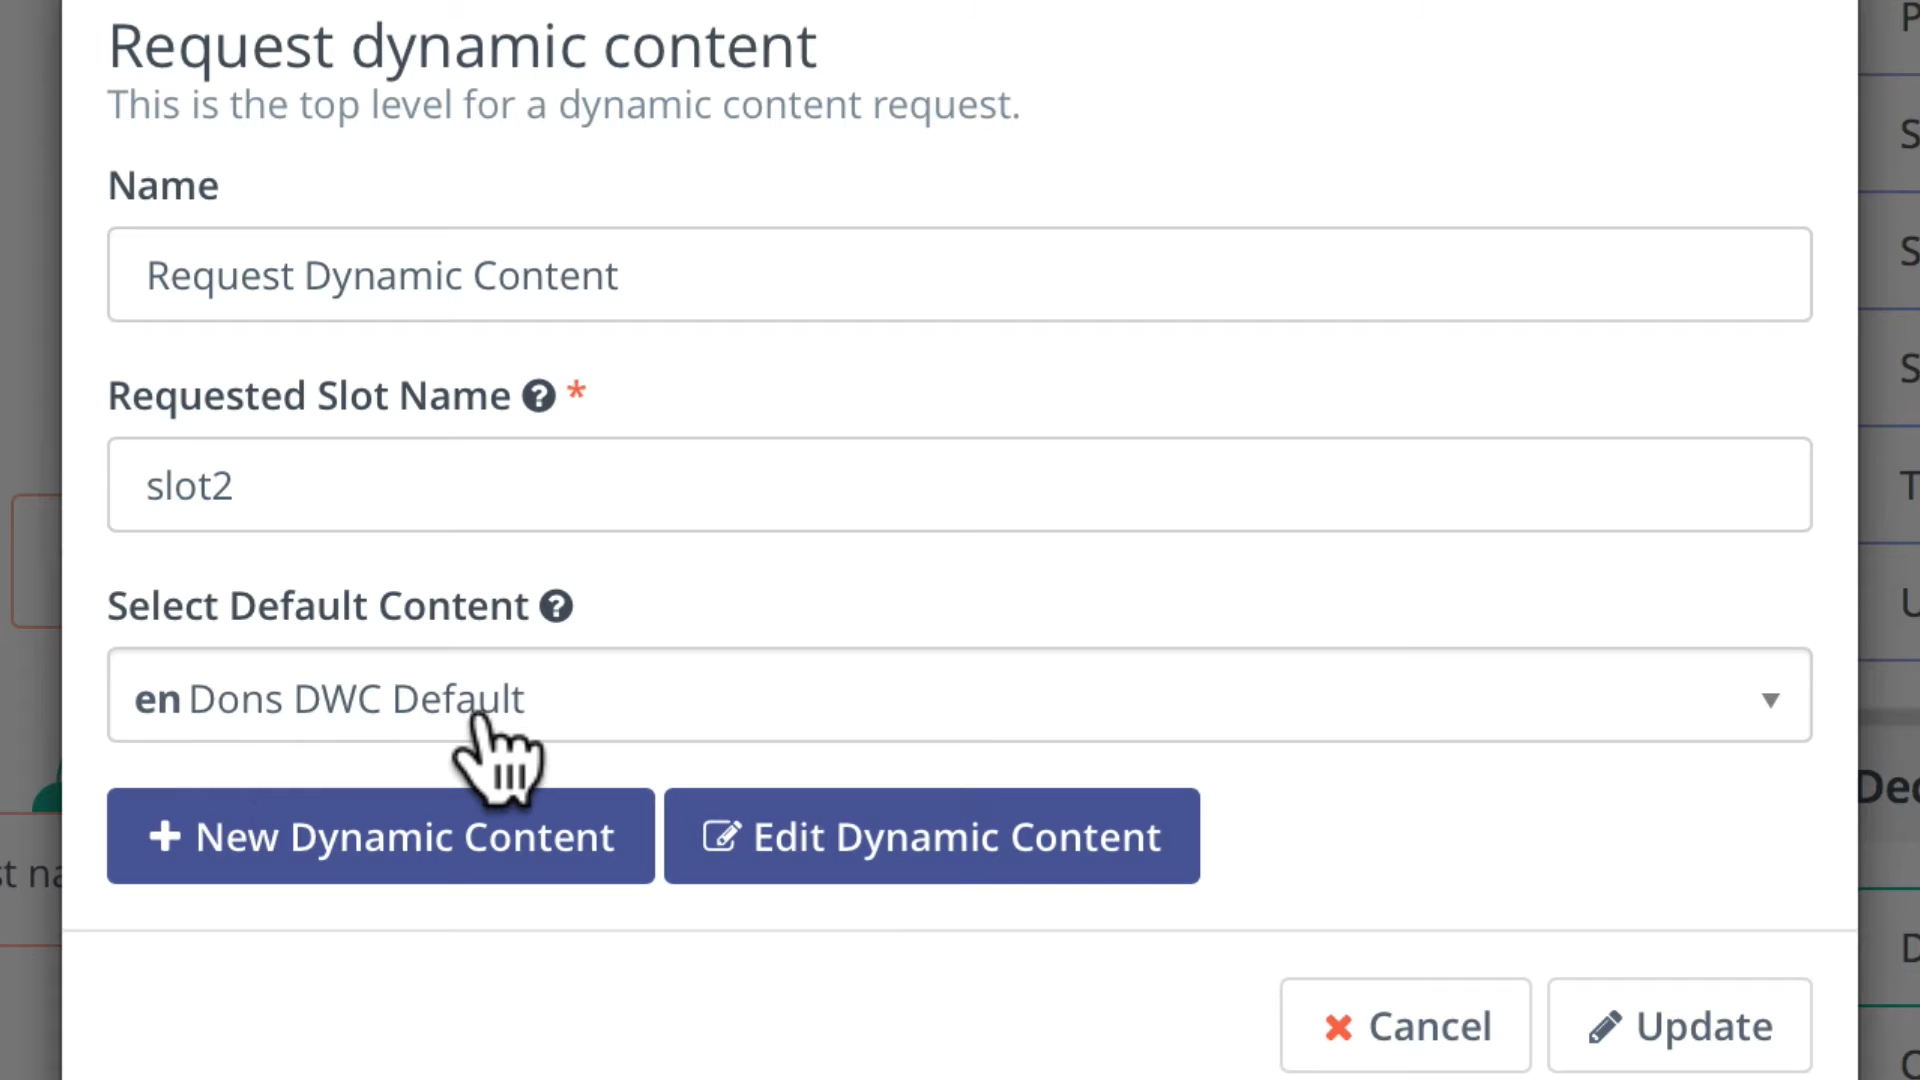 Request dynamic content
This is the top level for a dynamic content request.
Name
Request Dynamic Content
Requested Slot Name ? *
slot2
Select Default Content ?
en Dons DWC Default
New Dynamic Content
Edit Dynamic Content
Cancel
Update